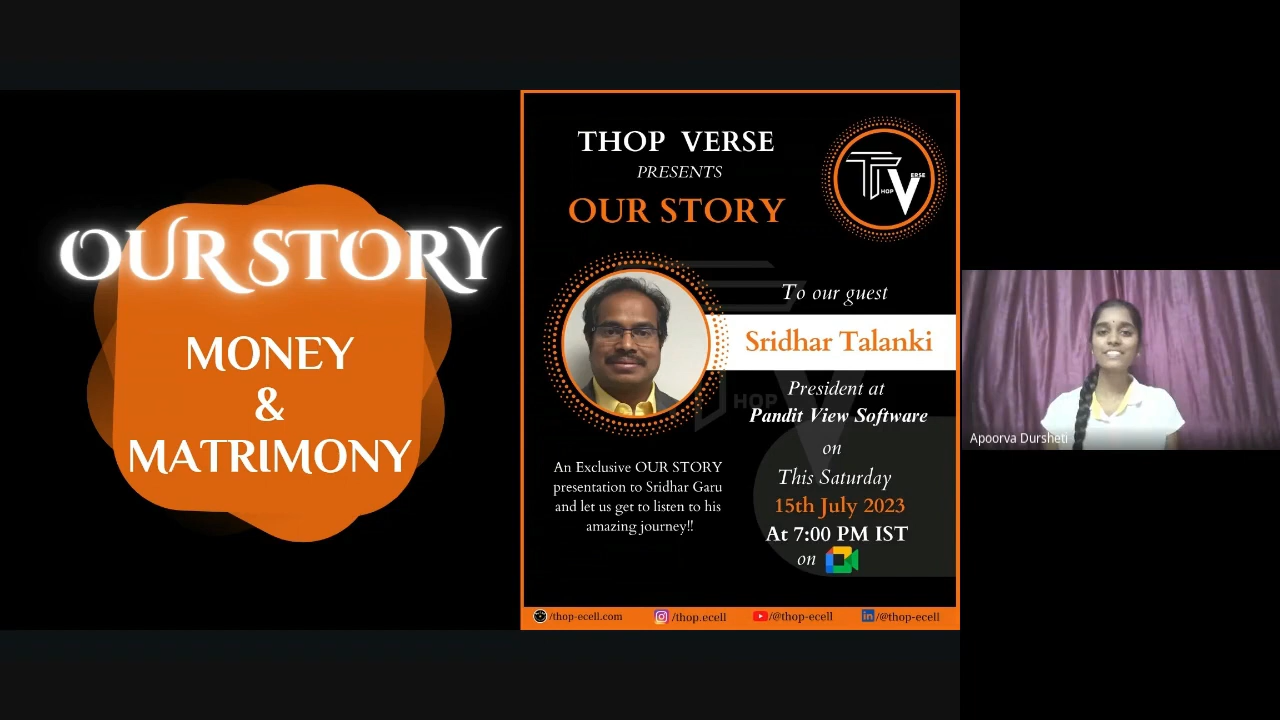 OUR STORY
MONEY
&
MATRIMONY
THOP VERSE
PRESENTS
OUR STORY
THOP VERSE
To our guest
Sridhar Talanki
President at
Pandit View Software
on
This Saturday
15th July 2023
At 7:00 PM IST
on
An Exclusive OUR STORY
presentation to Sridhar Garu
and let us get to listen to his
amazing journey!!
HOP
/thop-ecell.com
/thop.ecell
/@thop-ecell
/@thop-ecell
Apoorva Dursheti